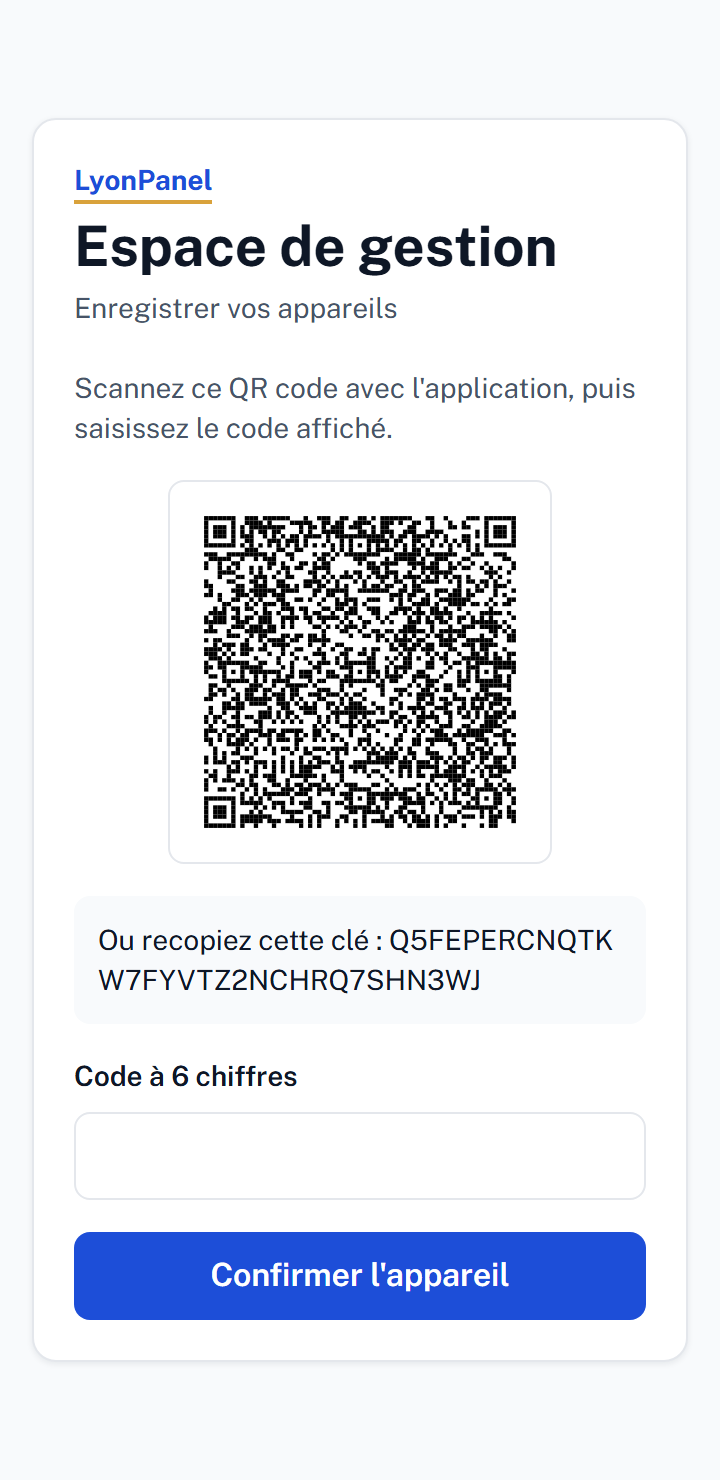 LyonPanel
Espace de gestion
Enregistrer vos appareils
Scannez ce QR code avec l'application, puis
saisissez le code affiché.
Ou recopiez cette clé : Q5FEPERCNQTK
W7FYVTZ2NCHRQ7SHN3WJ
Code à 6 chiffres
Confirmer l'appareil